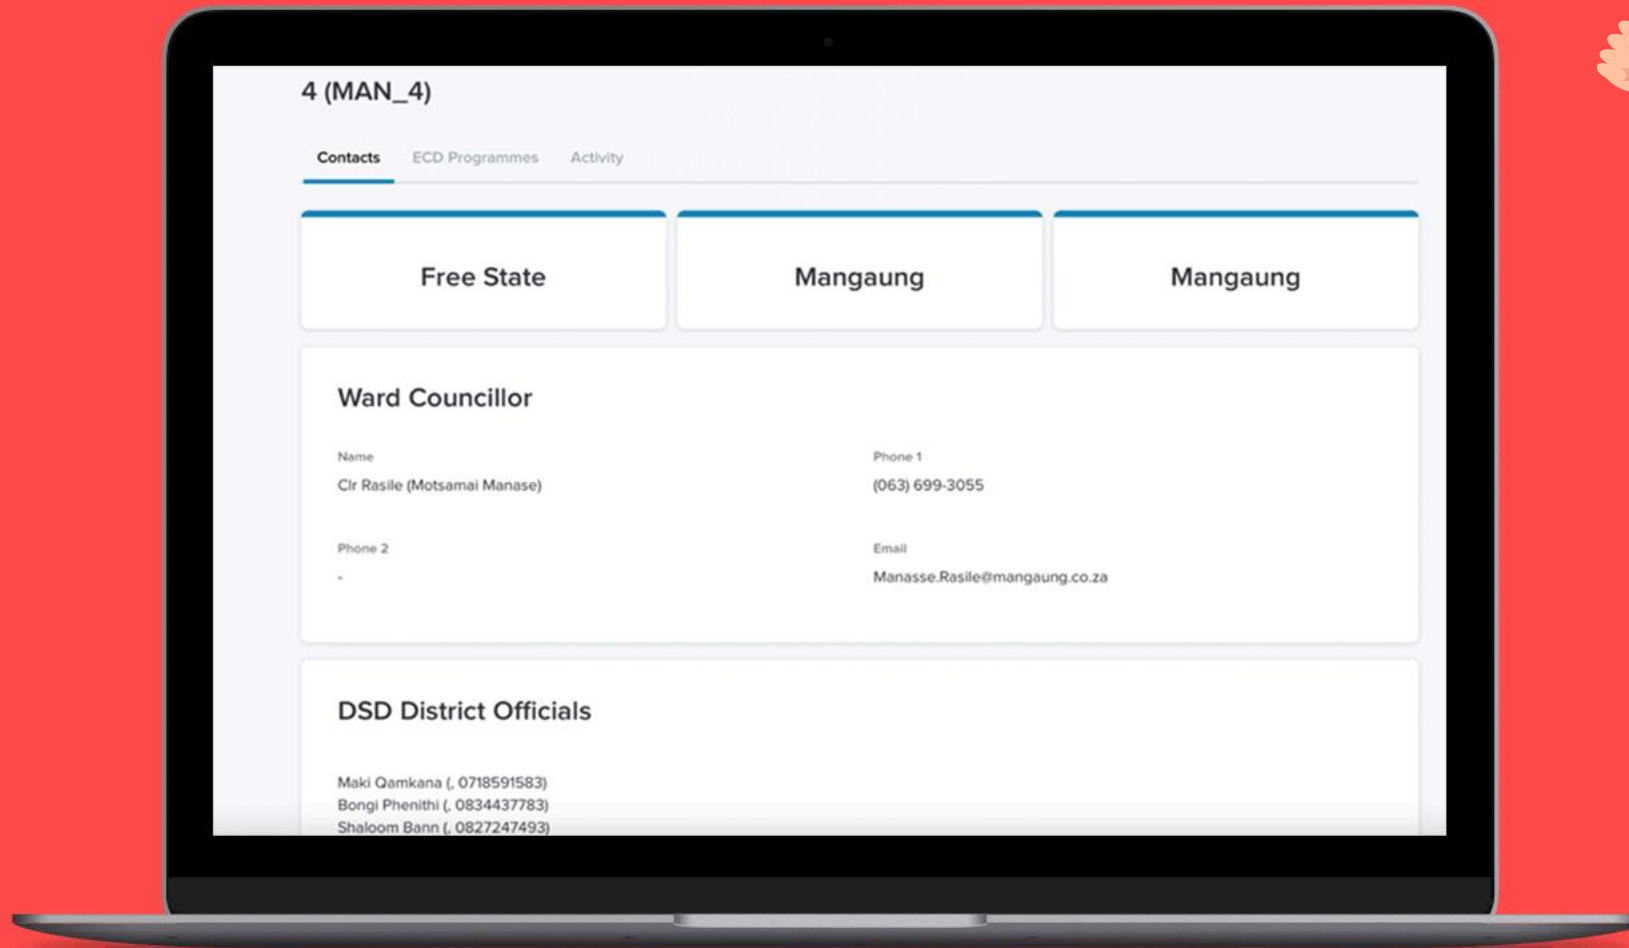 4 (MAN_4)
Contacts ECD Programmes Activity
Free State Mangaung Mangaung
Ward Councillor
Name Phone 1
Clr Rasile (Motsamai Manase) (063) 699-3055
Phone 2 Email
- Manasse.Rasile@mangaung.co.za
DSD District Officials
Maki Qamkana (, 0718591583)
Bongi Phenithi (, 0834437783)
Shaloom Bann (, 0827247493)